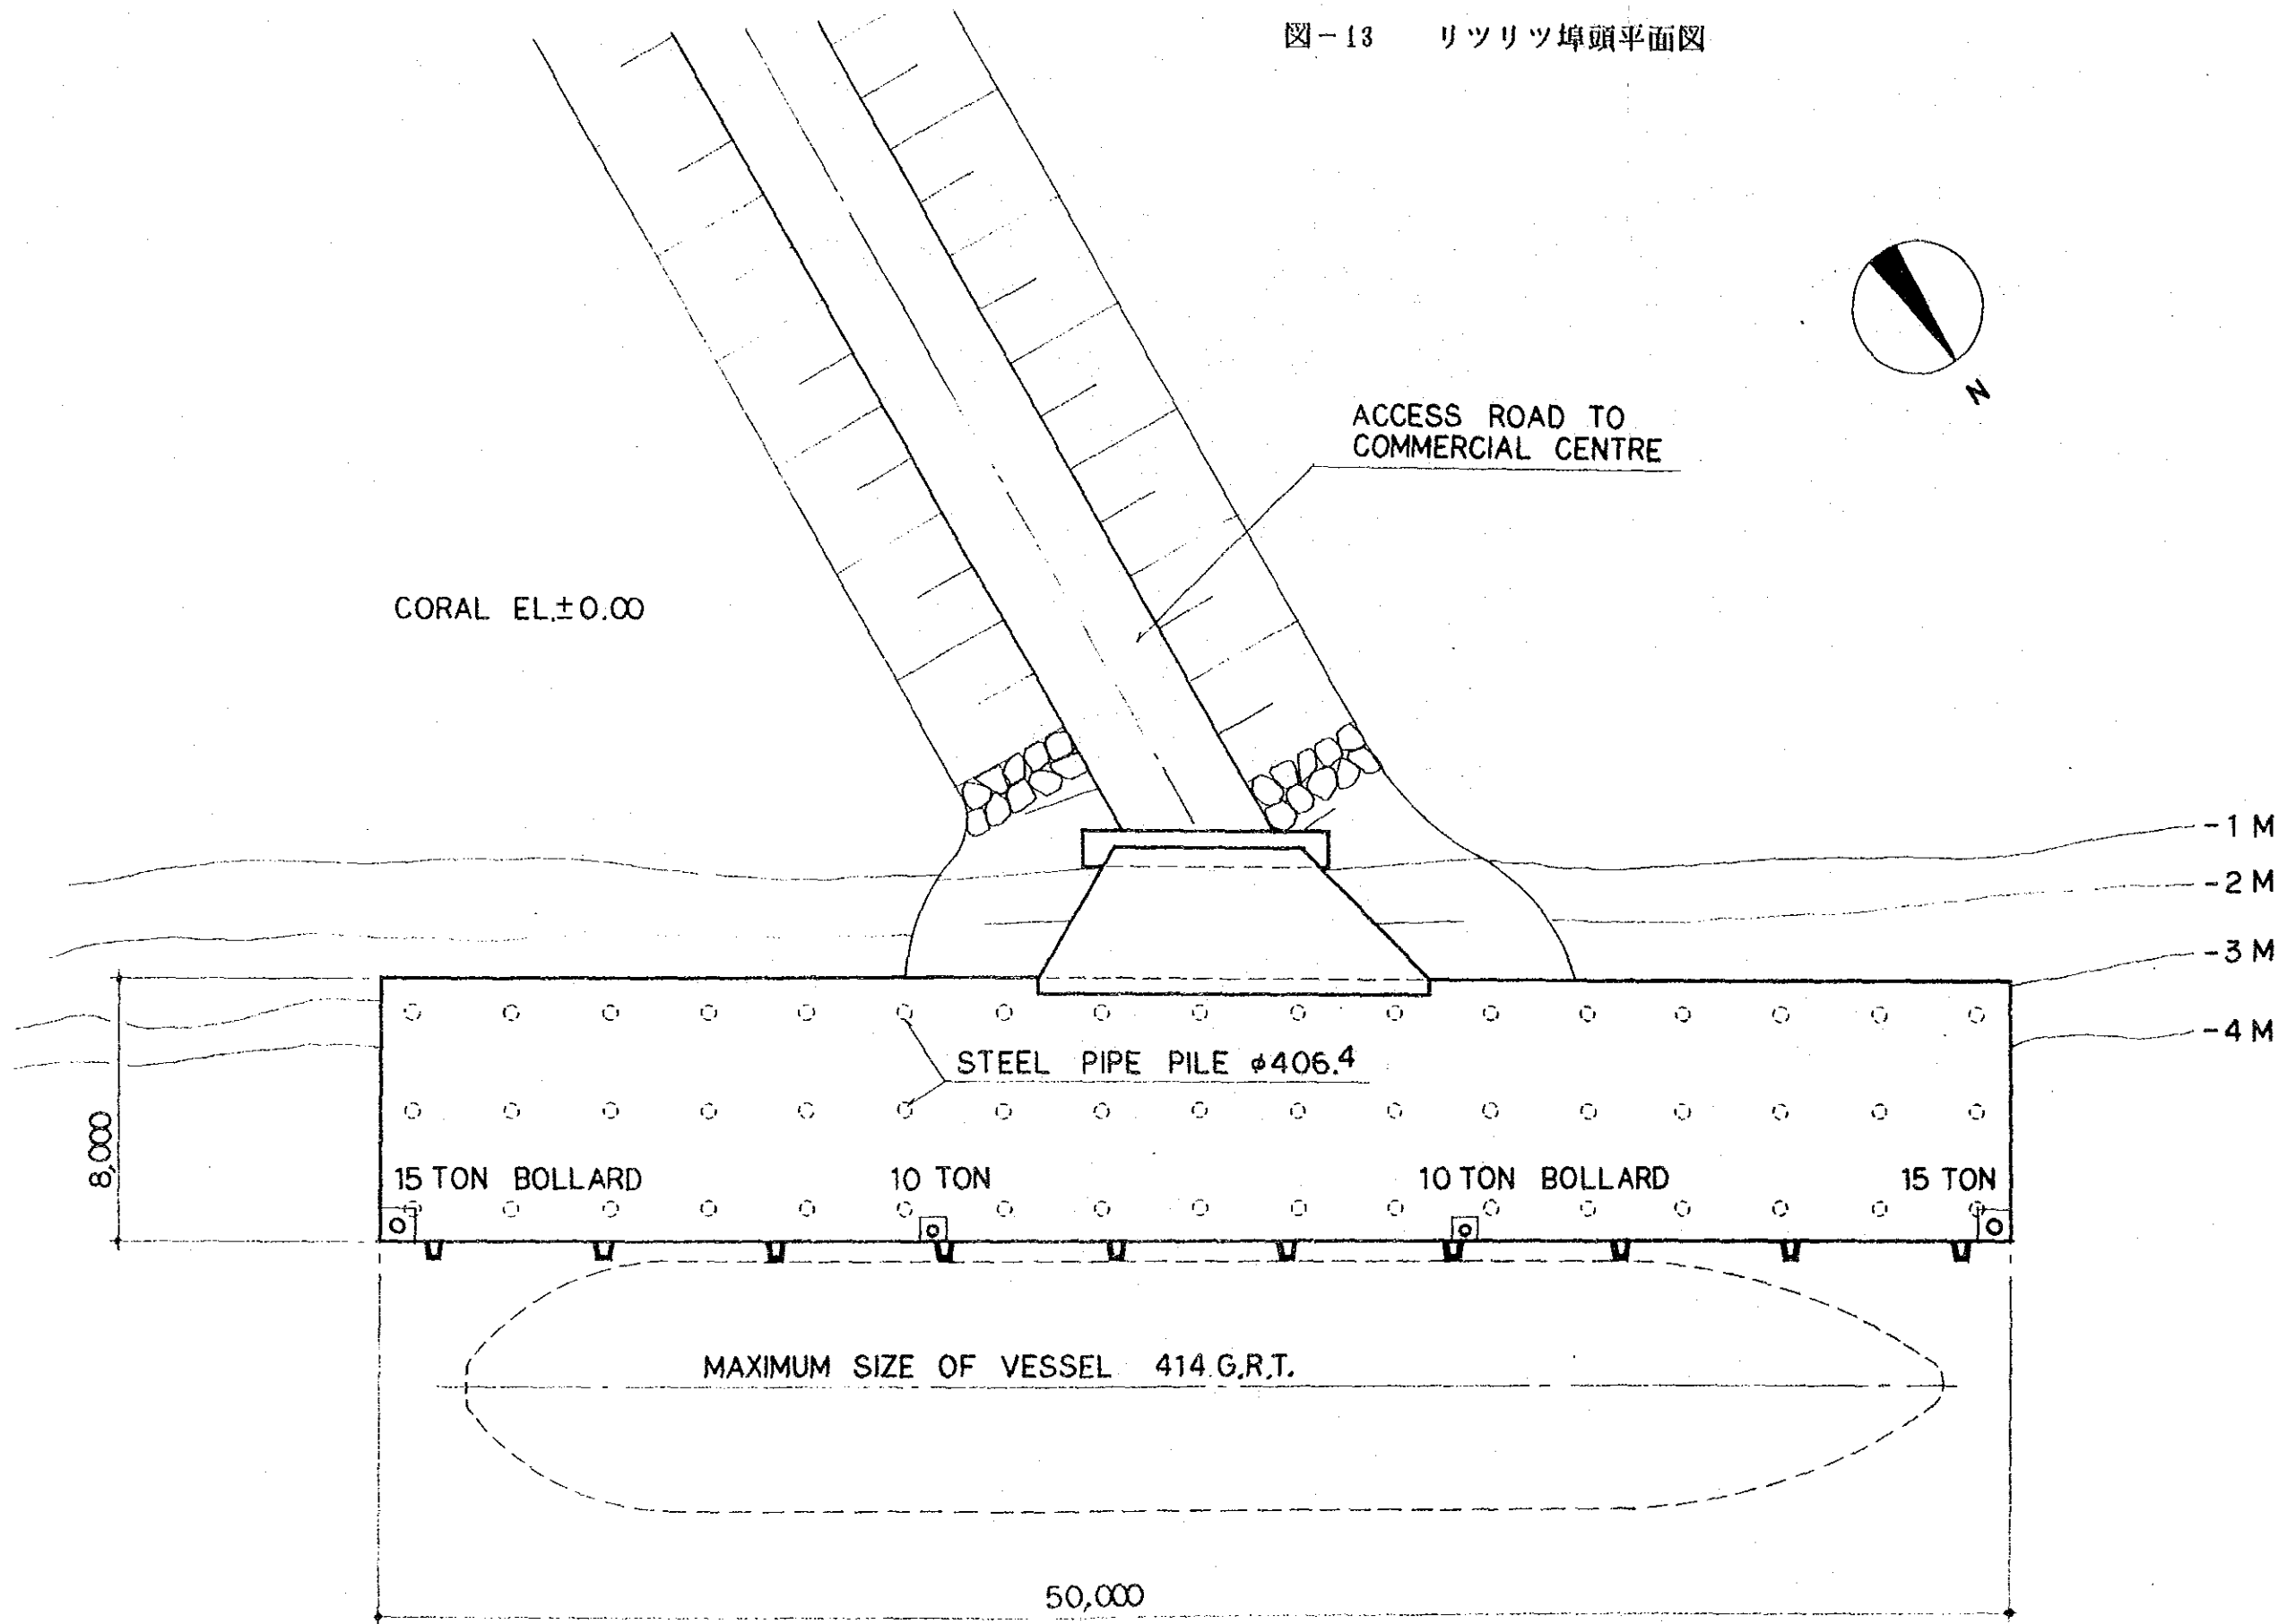 図-13 リツリツ埠頭平面図
N
ACCESS ROAD TO
COMMERCIAL CENTRE
CORAL EL.±0.00
-1 M
-2 M
-3 M
-4 M
STEEL PIPE PILE φ406.4
8,000
15 TON BOLLARD
10 TON
10 TON BOLLARD
15 TON
MAXIMUM SIZE OF VESSEL 414.G.R.T.
50,000